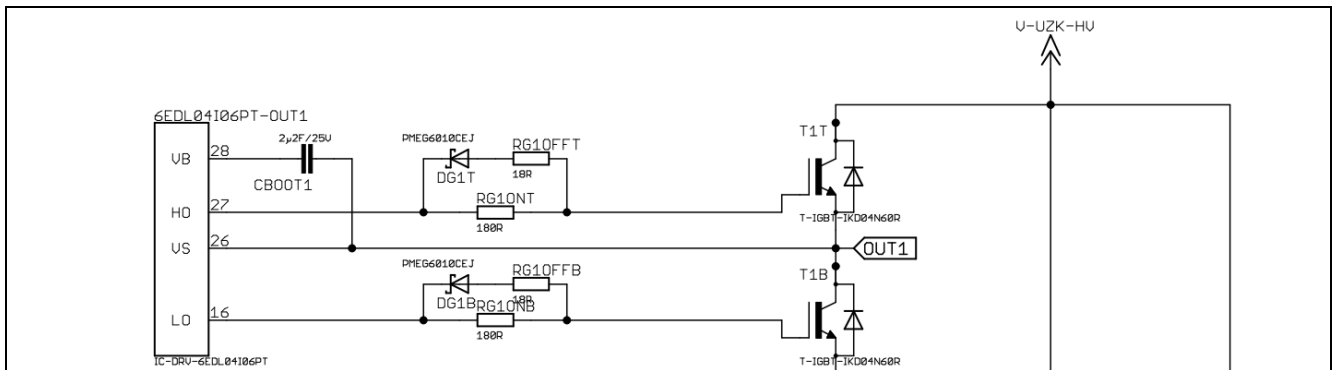 V-UZK-HV
6EDL04I06PT-OUT1
2µ2F/25V
PMEG6010CEJ
RG1OFFT
T1T
VB
28
CBOOT1
DG1T
18R
RG1ONT
HO
27
180R
T-IGBT-IKD04N60R
VS
26
OUT1
PMEG6010CEJ
RG1OFFB
T1B
DG1B
18R
RG1ONB
LO
16
180R
IC-DRV-6EDL04I06PT
T-IGBT-IKD04N60R